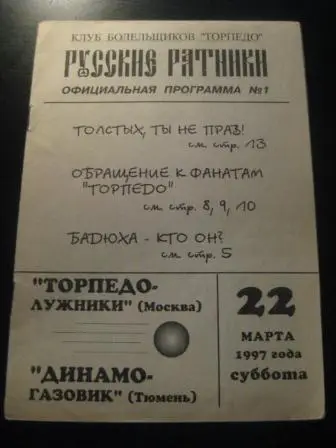 КЛУБ БОЛЕЛЬЩИКОВ "ТОРПЕДО"
РУССКИЕ РАТНИКИ
ОФИЦИАЛЬНАЯ ПРОГРАММА №1
ТОЛСТЫХ, ТЫ НЕ ПРАВ!
см. стр. 13
ОБРАЩЕНИЕ К ФАНАТАМ
"ТОРПЕДО"
см. стр. 8, 9, 10
БАДЮХА - КТО ОН?
см. стр. 5
"ТОРПЕДО-
ЛУЖНИКИ" (Москва)
"ДИНАМО-
ГАЗОВИК" (Тюмень)
22
МАРТА
1997 года
суббота